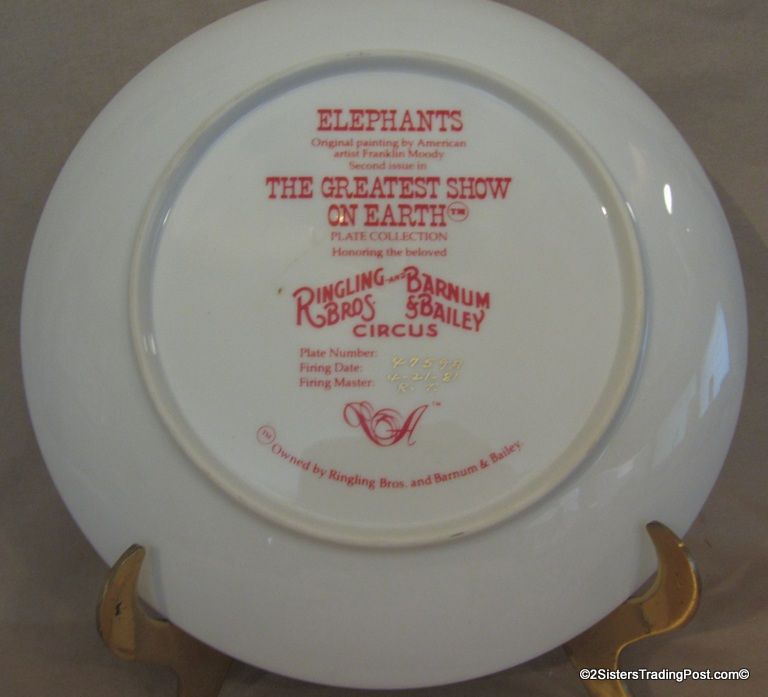 ELEPHANTS
Original painting by American
artist Franklin Moody
Second issue in
THE GREATEST SHOW
ON EARTH™
PLATE COLLECTION
Honoring the beloved
RINGLING AND BARNUM
BROS. & BAILEY
CIRCUS
Plate Number:
Firing Date:
Firing Master:
™
TM Owned by Ringling Bros. and Barnum & Bailey.
©2SistersTradingPost.com©